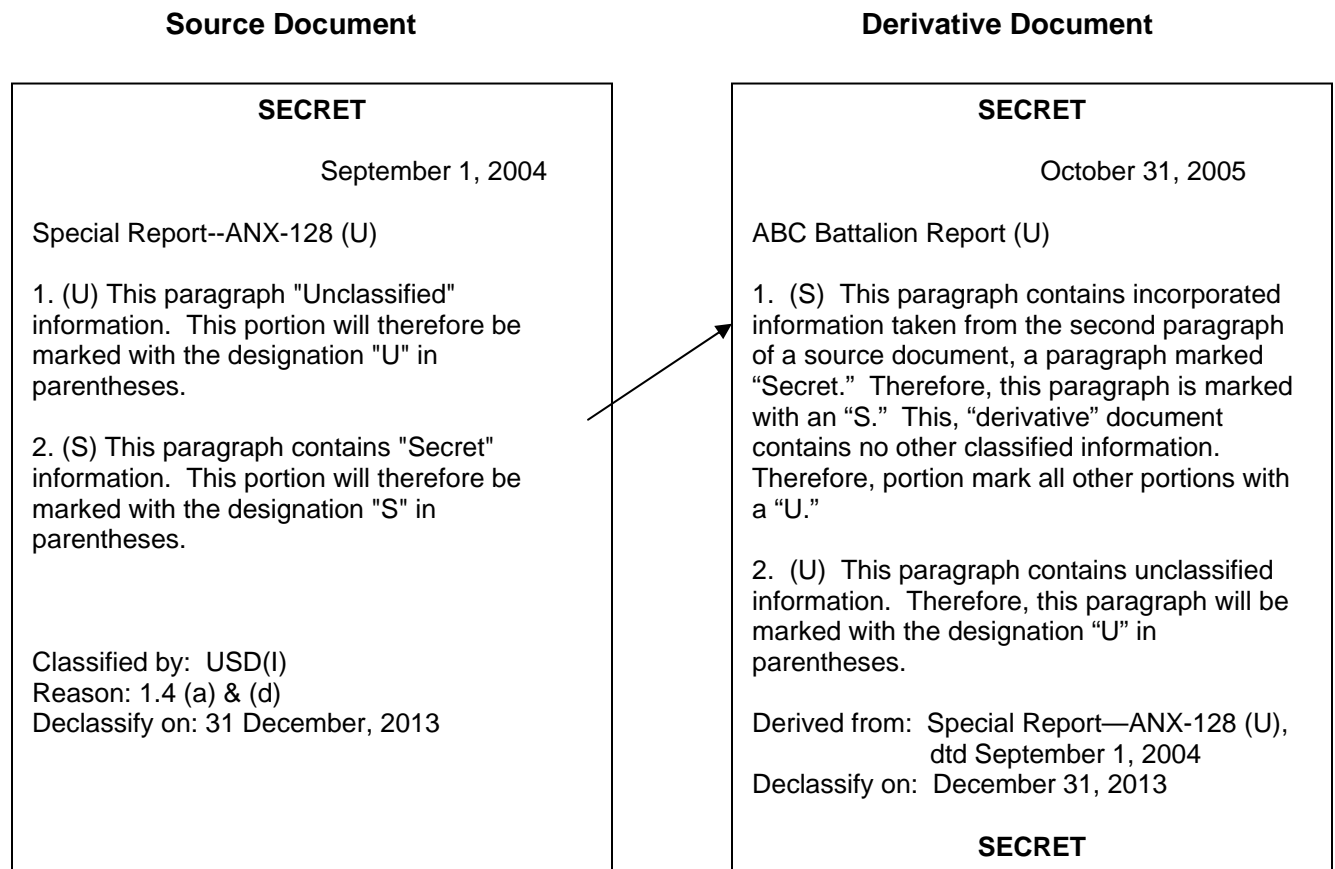 Source Document
SECRET
September 1, 2004
Special Report--ANX-128 (U)
1. (U) This paragraph "Unclassified"
information.  This portion will therefore be
marked with the designation "U" in
parentheses.
2. (S) This paragraph contains "Secret"
information.  This portion will therefore be
marked with the designation "S" in
parentheses.
Classified by:  USD(I)
Reason: 1.4 (a) & (d)
Declassify on: 31 December, 2013
Derivative Document
SECRET
October 31, 2005
ABC Battalion Report (U)
1.  (S)  This paragraph contains incorporated
information taken from the second paragraph
of a source document, a paragraph marked
“Secret.”  Therefore, this paragraph is marked
with an “S.”  This, “derivative” document
contains no other classified information.
Therefore, portion mark all other portions with
a “U.”
2.  (U)  This paragraph contains unclassified
information.  Therefore, this paragraph will be
marked with the designation “U” in
parentheses.
Derived from:  Special Report—ANX-128 (U),
dtd September 1, 2004
Declassify on:  December 31, 2013
SECRET